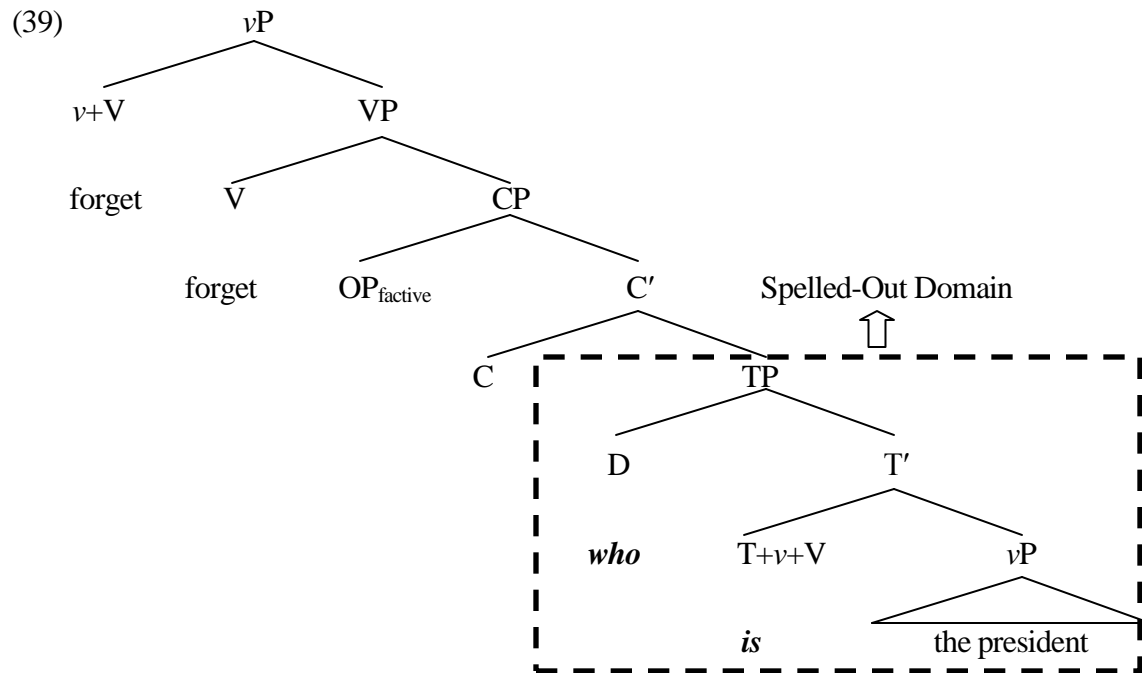 (39) vP
v+V VP
forget V CP
forget OPfactive C′ Spelled-Out Domain
C TP
D T′
who T+v+V vP
is the president